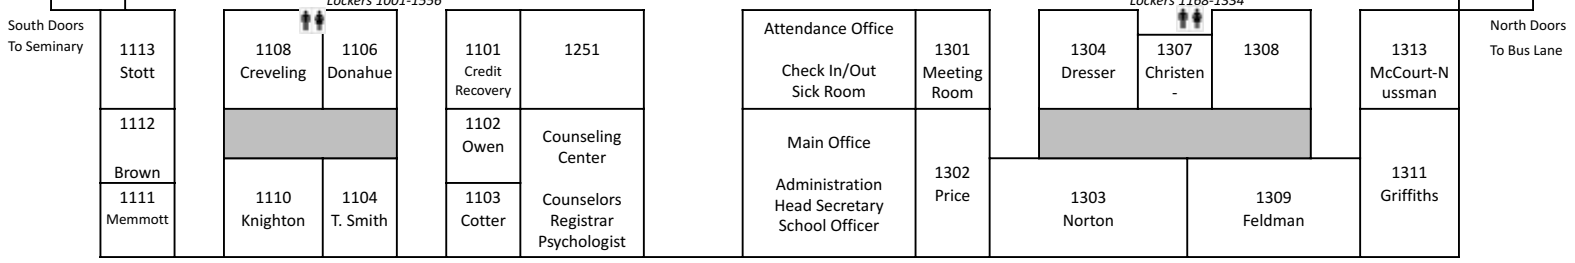 Lockers 1001-1556
Lockers 1168-1334
South Doors
To Seminary
1113
Stott
1108
Creveling
1106
Donahue
1101
Credit
Recovery
1251
Attendance Office
Check In/Out
Sick Room
1301
Meeting
Room
1304
Dresser
1307
Christen
-
1308
1313
McCourt-N
ussman
North Doors
To Bus Lane
1112
Brown
1102
Owen
Counseling
Center
Counselors
Registrar
Psychologist
Main Office
Administration
Head Secretary
School Officer
1302
Price
1311
Griffiths
1111
Memmott
1110
Knighton
1104
T. Smith
1103
Cotter
1303
Norton
1309
Feldman